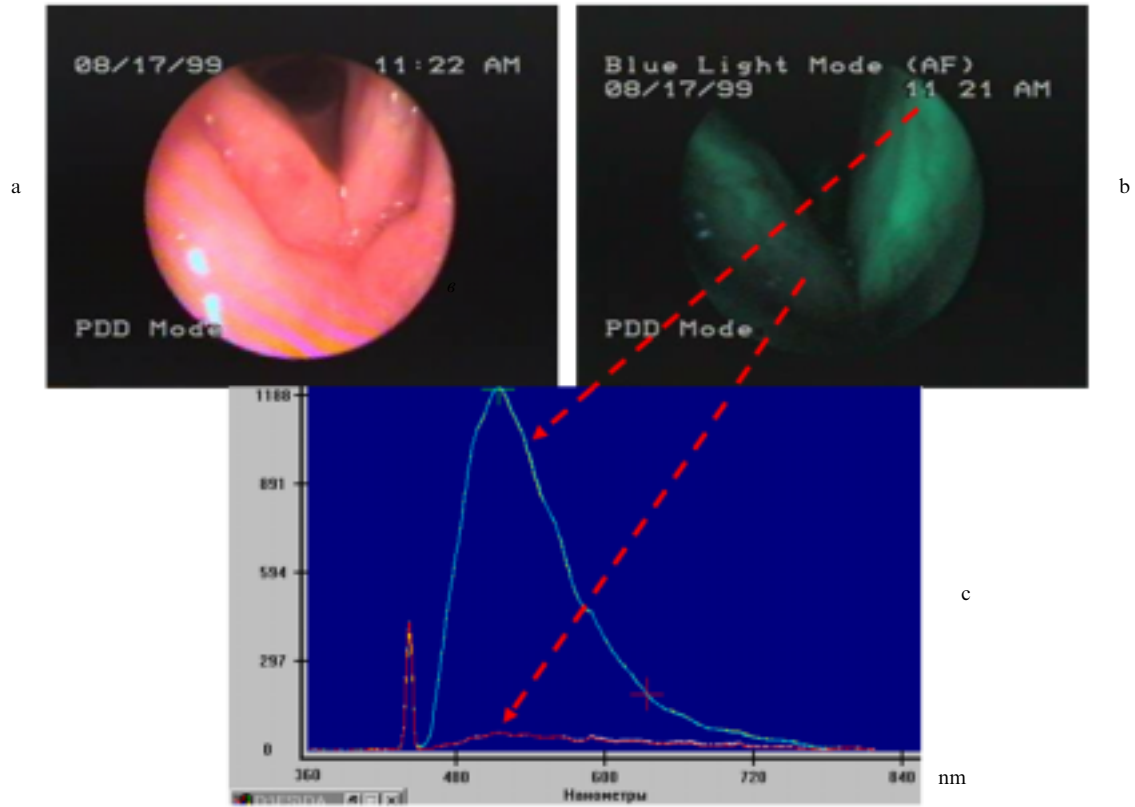 a
08/17/99 11:22 AM
PDD Mode
в
Blue Light Mode (AF)
08/17/99 11 21 AM
PDD Mode
b
1188
891
594
297
0
360 480 600 720 840
nm
Нанометры
c